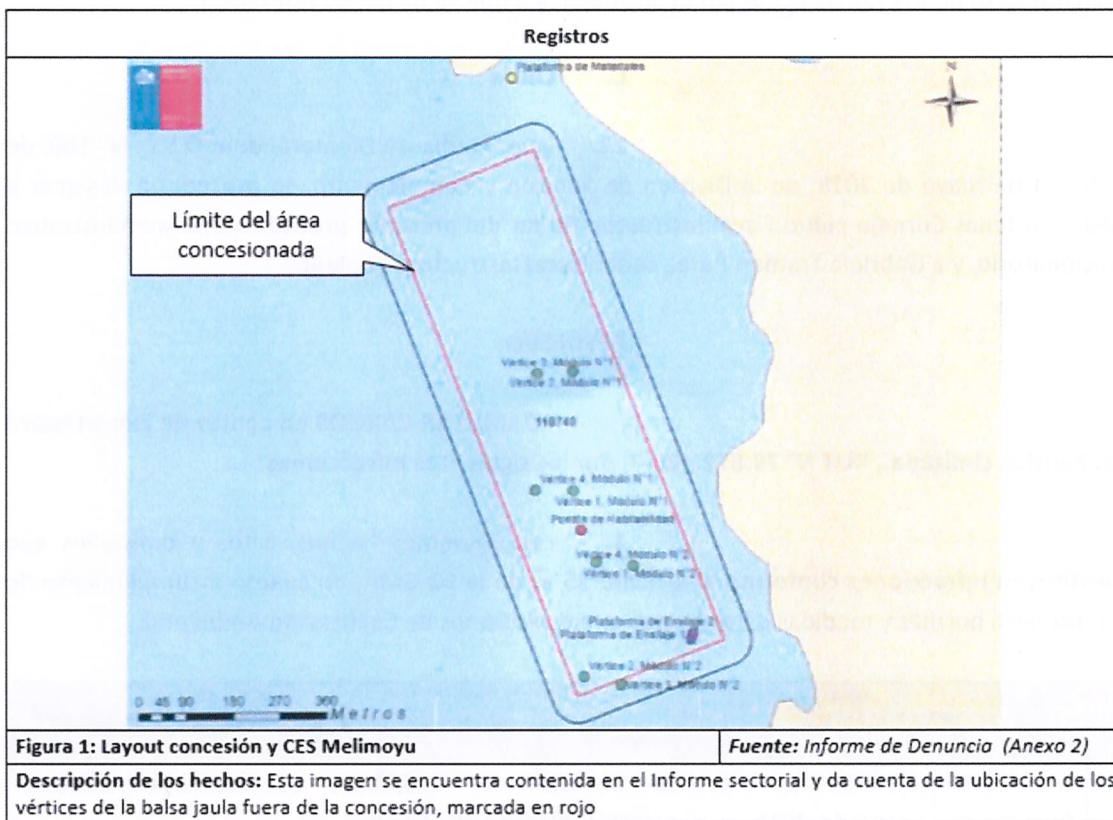 Registros
Plataforma de Materiales
Límite del área
concesionada
Vértice 3, Módulo N°1
Vértice 2, Módulo N°1
110740
Vértice 4, Módulo N°1
Vértice 1, Módulo N°1
Pontón de Habitabilidad
Vértice 4, Módulo N°2
Vértice 1, Módulo N°2
Plataforma de Ensilaje 2
Plataforma de Ensilaje 1
Vértice 2, Módulo N°2
Vértice 3, Módulo N°2
0 45 90 180 270 360
Metros
Figura 1: Layout concesión y CES Melimoyu
Fuente: Informe de Denuncia (Anexo 2)
Descripción de los hechos: Esta imagen se encuentra contenida en el Informe sectorial y da cuenta de la ubicación de los
vértices de la balsa jaula fuera de la concesión, marcada en rojo